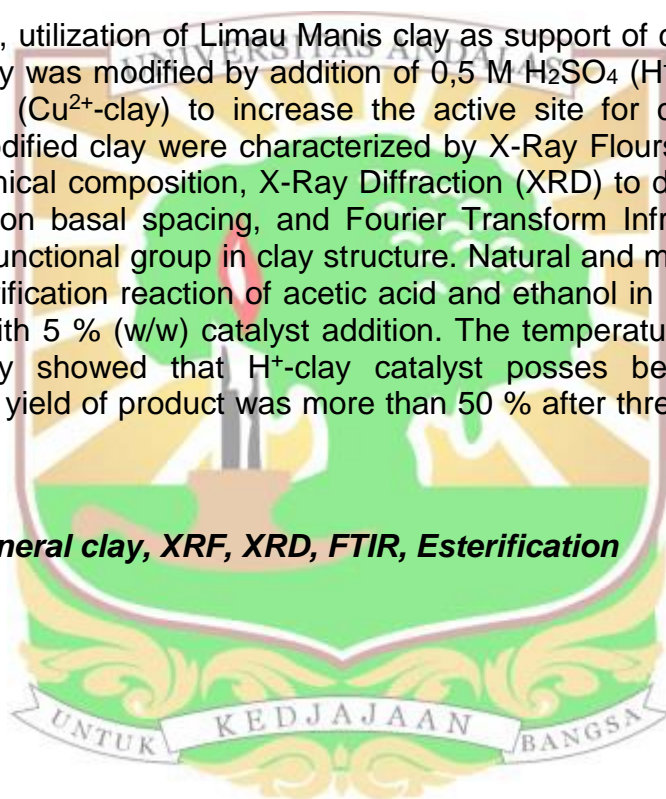 , utilization of Limau Manis clay as support of
UNIVERSITAS ANDALAS
y was modified by addition of 0,5 M H₂SO₄ (H⁺
(Cu²⁺-clay) to increase the active site for
odified clay were characterized by X-Ray Flours
nical composition, X-Ray Diffraction (XRD) to d
on basal spacing, and Fourier Transform Infr
unctional group in clay structure. Natural and m
rification reaction of acetic acid and ethanol in
ith 5 % (w/w) catalyst addition. The temperatu
y showed that H⁺-clay catalyst posses be
yield of product was more than 50 % after thre
neral clay, XRF, XRD, FTIR, Esterification
UNTUK KEDJAJAAN BANGSA